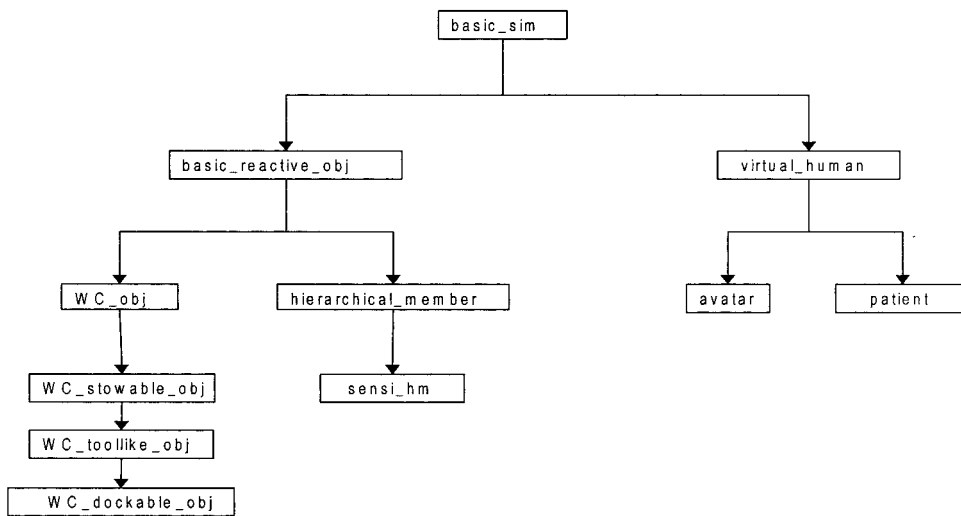 basic_sim
basic_reactive_obj
virtual_human
WC_obj
hierarchical_member
avatar
patient
WC_stowable_obj
sensi_hm
WC_toollike_obj
WC_dockable_obj